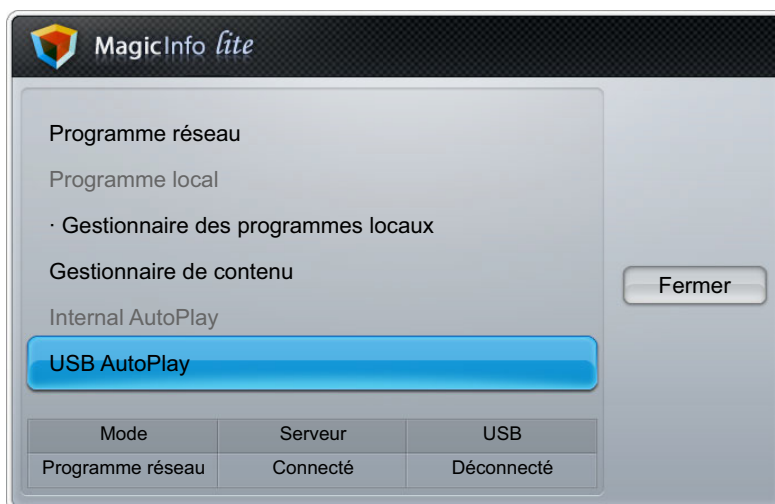 MagicInfo lite
Programme réseau
Programme local
· Gestionnaire des programmes locaux
Gestionnaire de contenu
Internal AutoPlay
USB AutoPlay
Fermer
Mode Serveur USB
Programme réseau Connecté Déconnecté